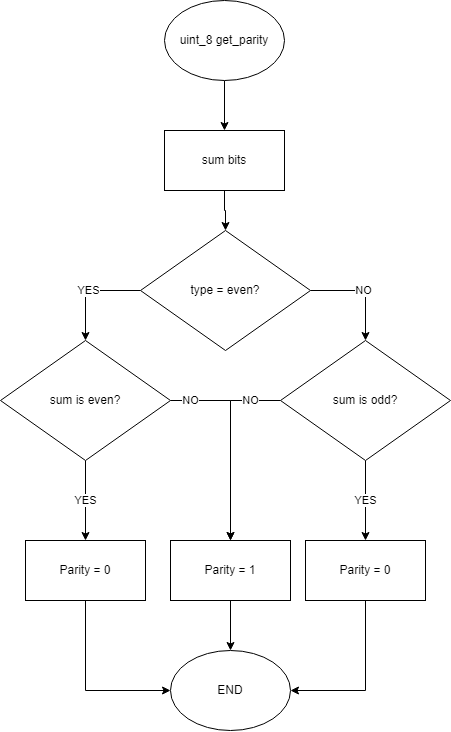 uint_8 get_parity
sum bits
type = even?
YES
NO
sum is even?
NO
NO
sum is odd?
YES
YES
Parity = 0
Parity = 1
Parity = 0
END